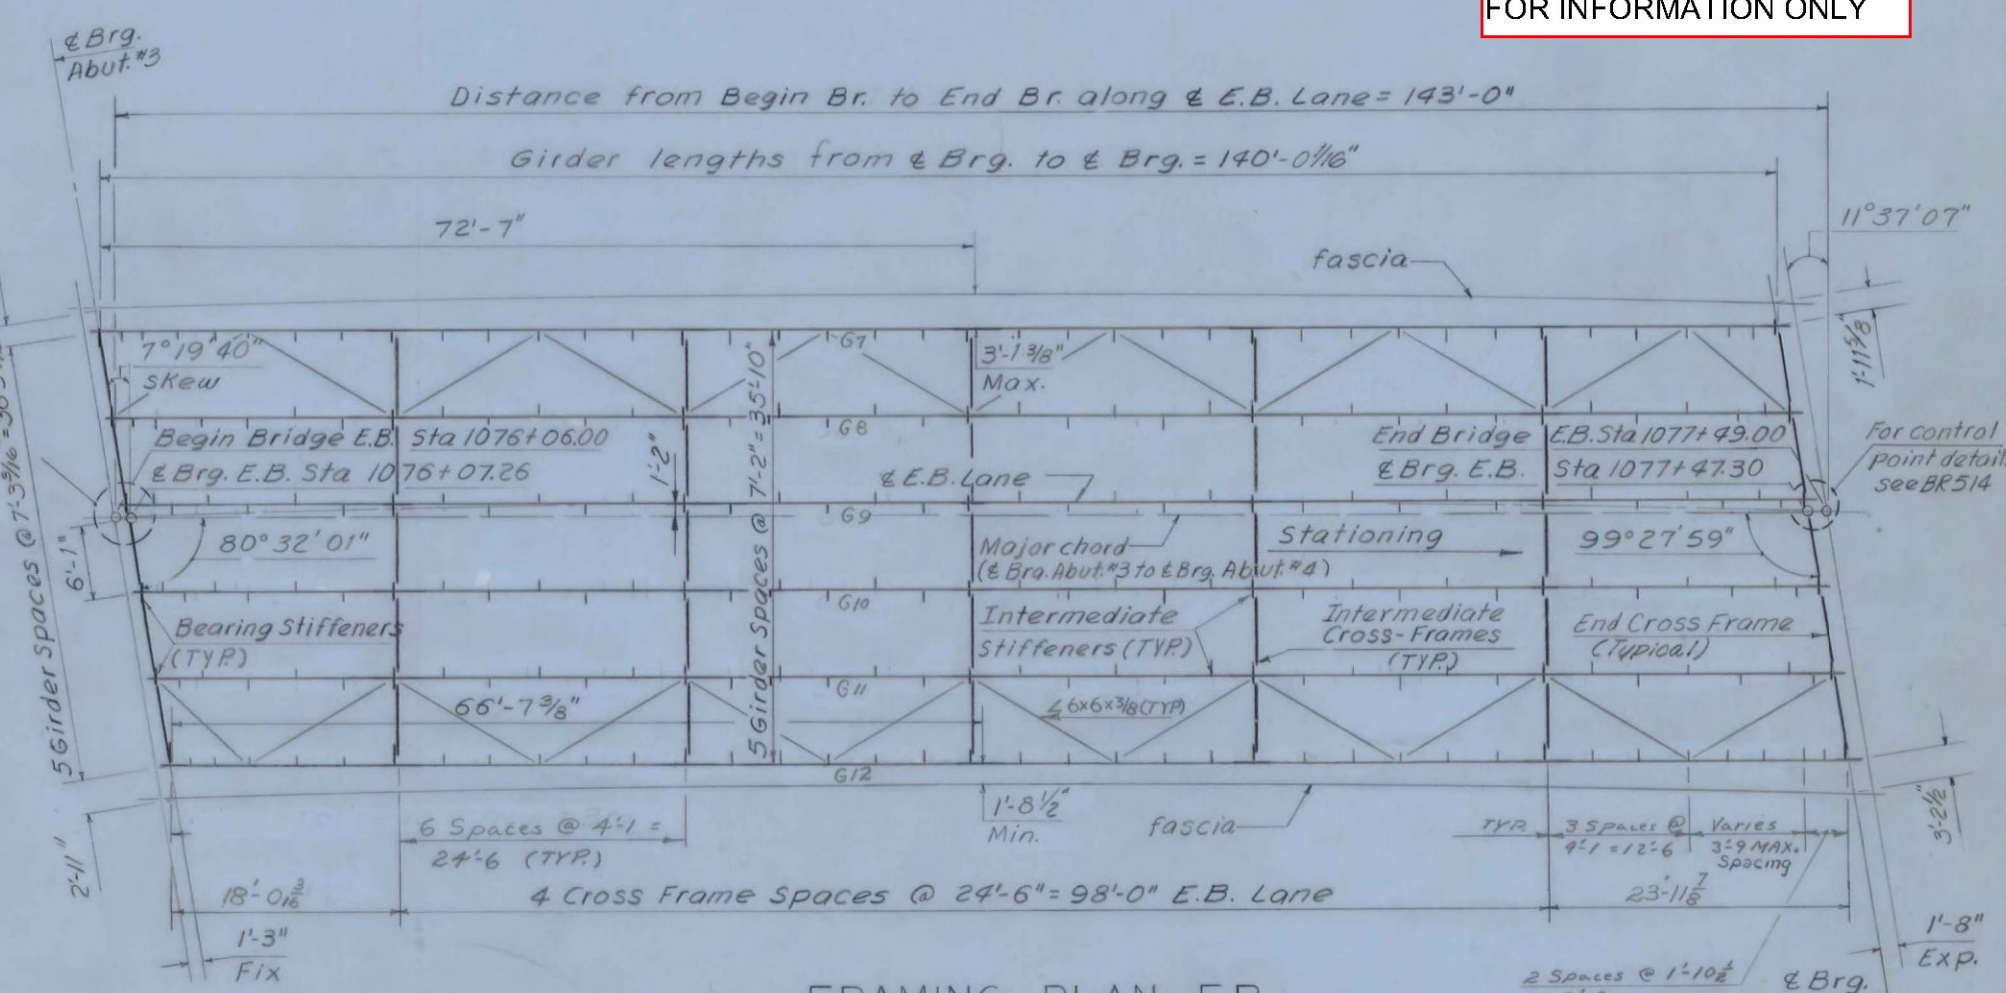 FOR INFORMATION ONLY
℄ Brg.
Abut. #3
Distance from Begin Br. to End Br. along ℄ E.B. Lane = 143'-0"
Girder lengths from ℄ Brg. to ℄ Brg. = 140'-0 1/16"
72'-7"
11°37'07"
fascia
1'-11 5/8"
7°19'40"
Skew
G7
3'-1 3/8"
Max.
5 Girder Spaces @ 7'-2" = 35'-10"
5 Girder Spaces @ 7'-3 3/16"
G8
Begin Bridge E.B. Sta 1076+06.00
℄ Brg. E.B. Sta 1076+07.26
1'-2"
End Bridge E.B. Sta 1077+49.00
℄ Brg. E.B. Sta 1077+47.30
For control
point detail
see BR514
℄ E.B. Lane
G9
80°32'01"
6'-1"
Major chord
(℄ Brg. Abut. #3 to ℄ Brg. Abut. #4)
Stationing
99°27'59"
G10
Bearing Stiffeners
(TYP.)
Intermediate
Stiffeners (TYP.)
Intermediate
Cross-Frames
(TYP.)
End Cross Frame
(Typical)
G11
66'-7 3/8"
∠ 6x6x3/8 (TYP)
G12
2'-11"
1'-8 1/2"
Min.
fascia
3'-2 1/2"
6 Spaces @ 4'-1 =
24'-6 (TYP.)
TYP.
3 Spaces @
4'-1 = 12'-6
Varies
3'-9 MAX.
Spacing
18'-0 3/16
4 Cross Frame Spaces @ 24'-6" = 98'-0" E.B. Lane
23'-11 7/8
1'-3"
Fix
1'-8"
Exp.
2 Spaces @ 1'-10 1/2
℄ Brg.
FRAMING PLAN E.B.